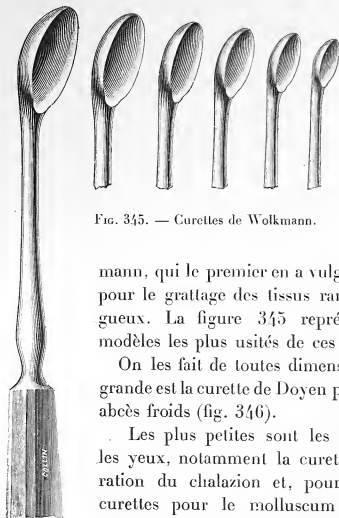 FIG. 345. — Curettes de Wolkmann.
mann, qui le premier en a vulg
pour le grattage des tissus ra
gueux. La figure 345 repré
modèles les plus usités de ces
On les fait de toutes dimens
grande est la curette de Doyen p
abcès froids (fig. 346).
Les plus petites sont les
les yeux, notamment la curet
ration du chalazion et, pour
curettes pour le molluscum
COLLIN